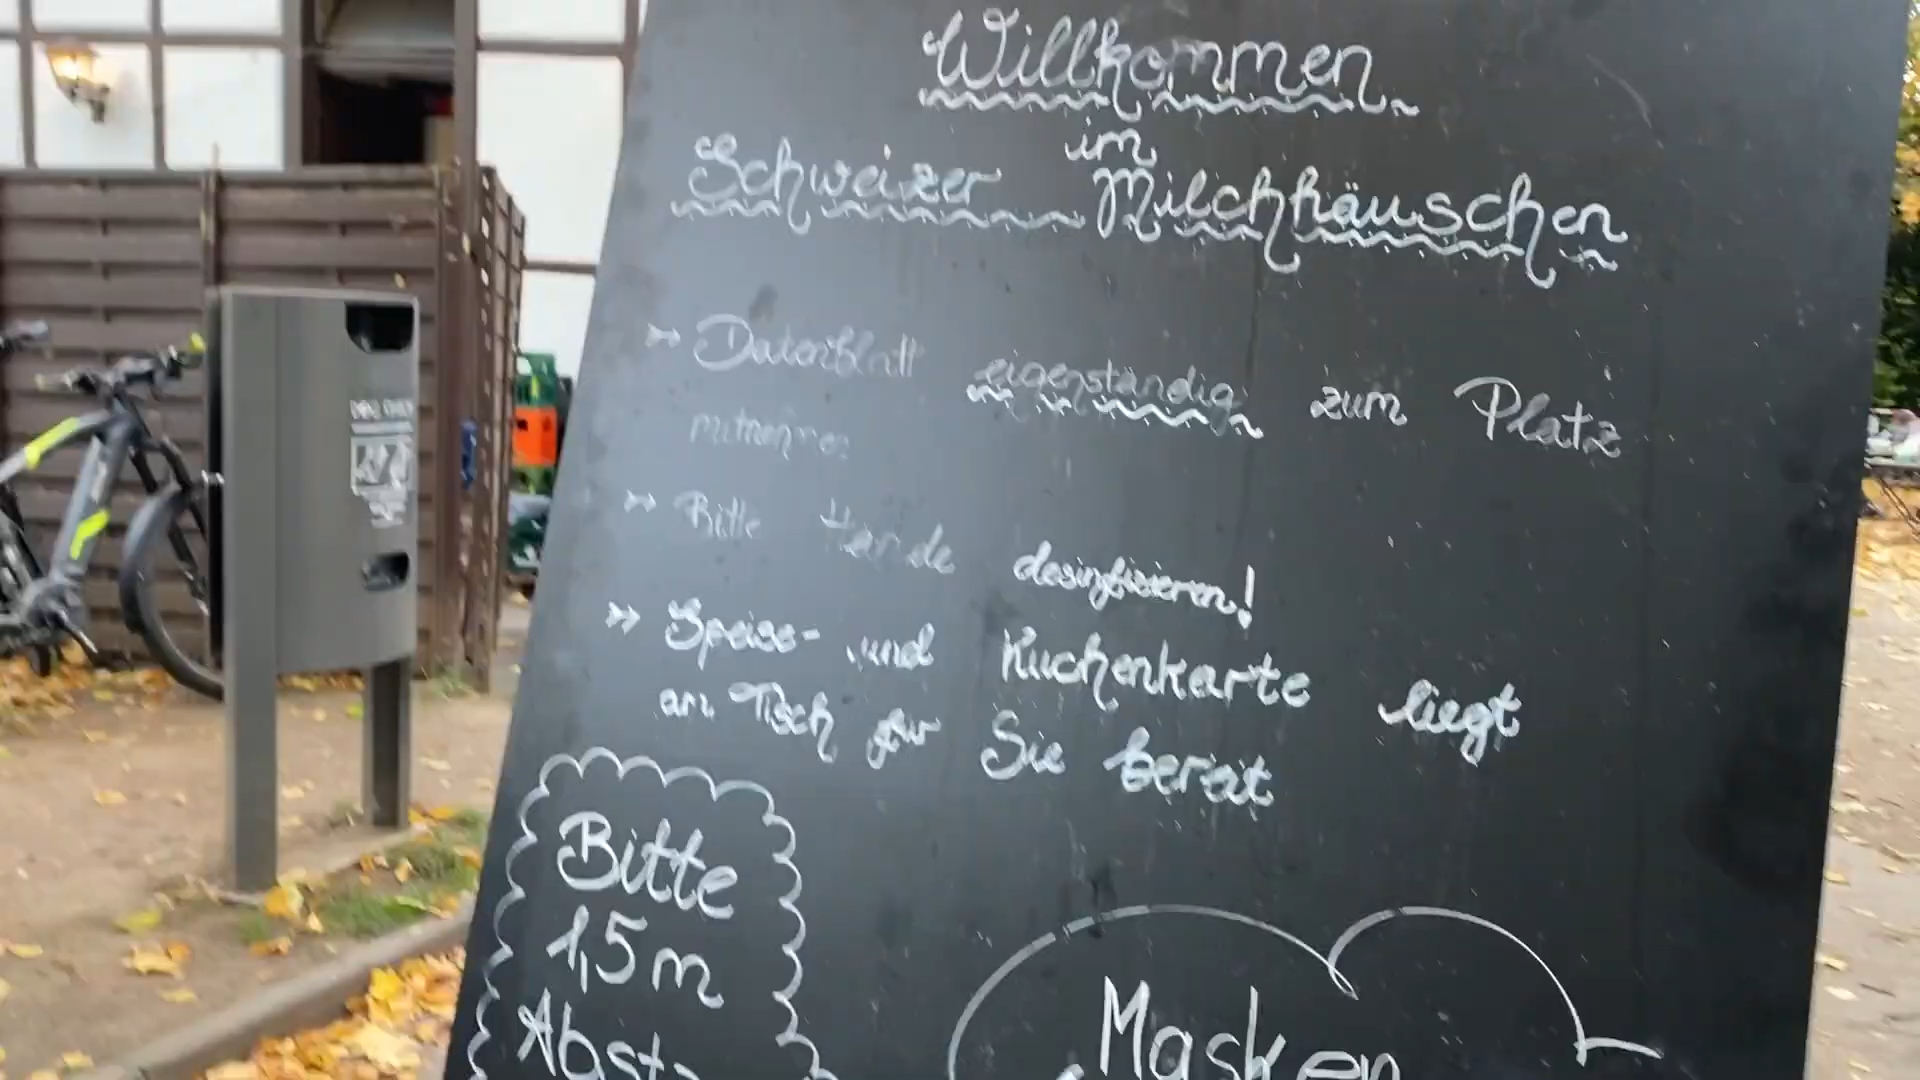 Willkommen
im
Schweizer Milchhäuschen
» Datenblatt eigenständig zum Platz
mitnehmen
» Bitte Hände desinfizieren!
» Speise- und Kuchenkarte liegt
am Tisch für Sie bereit
Bitte
1,5 m
Masken